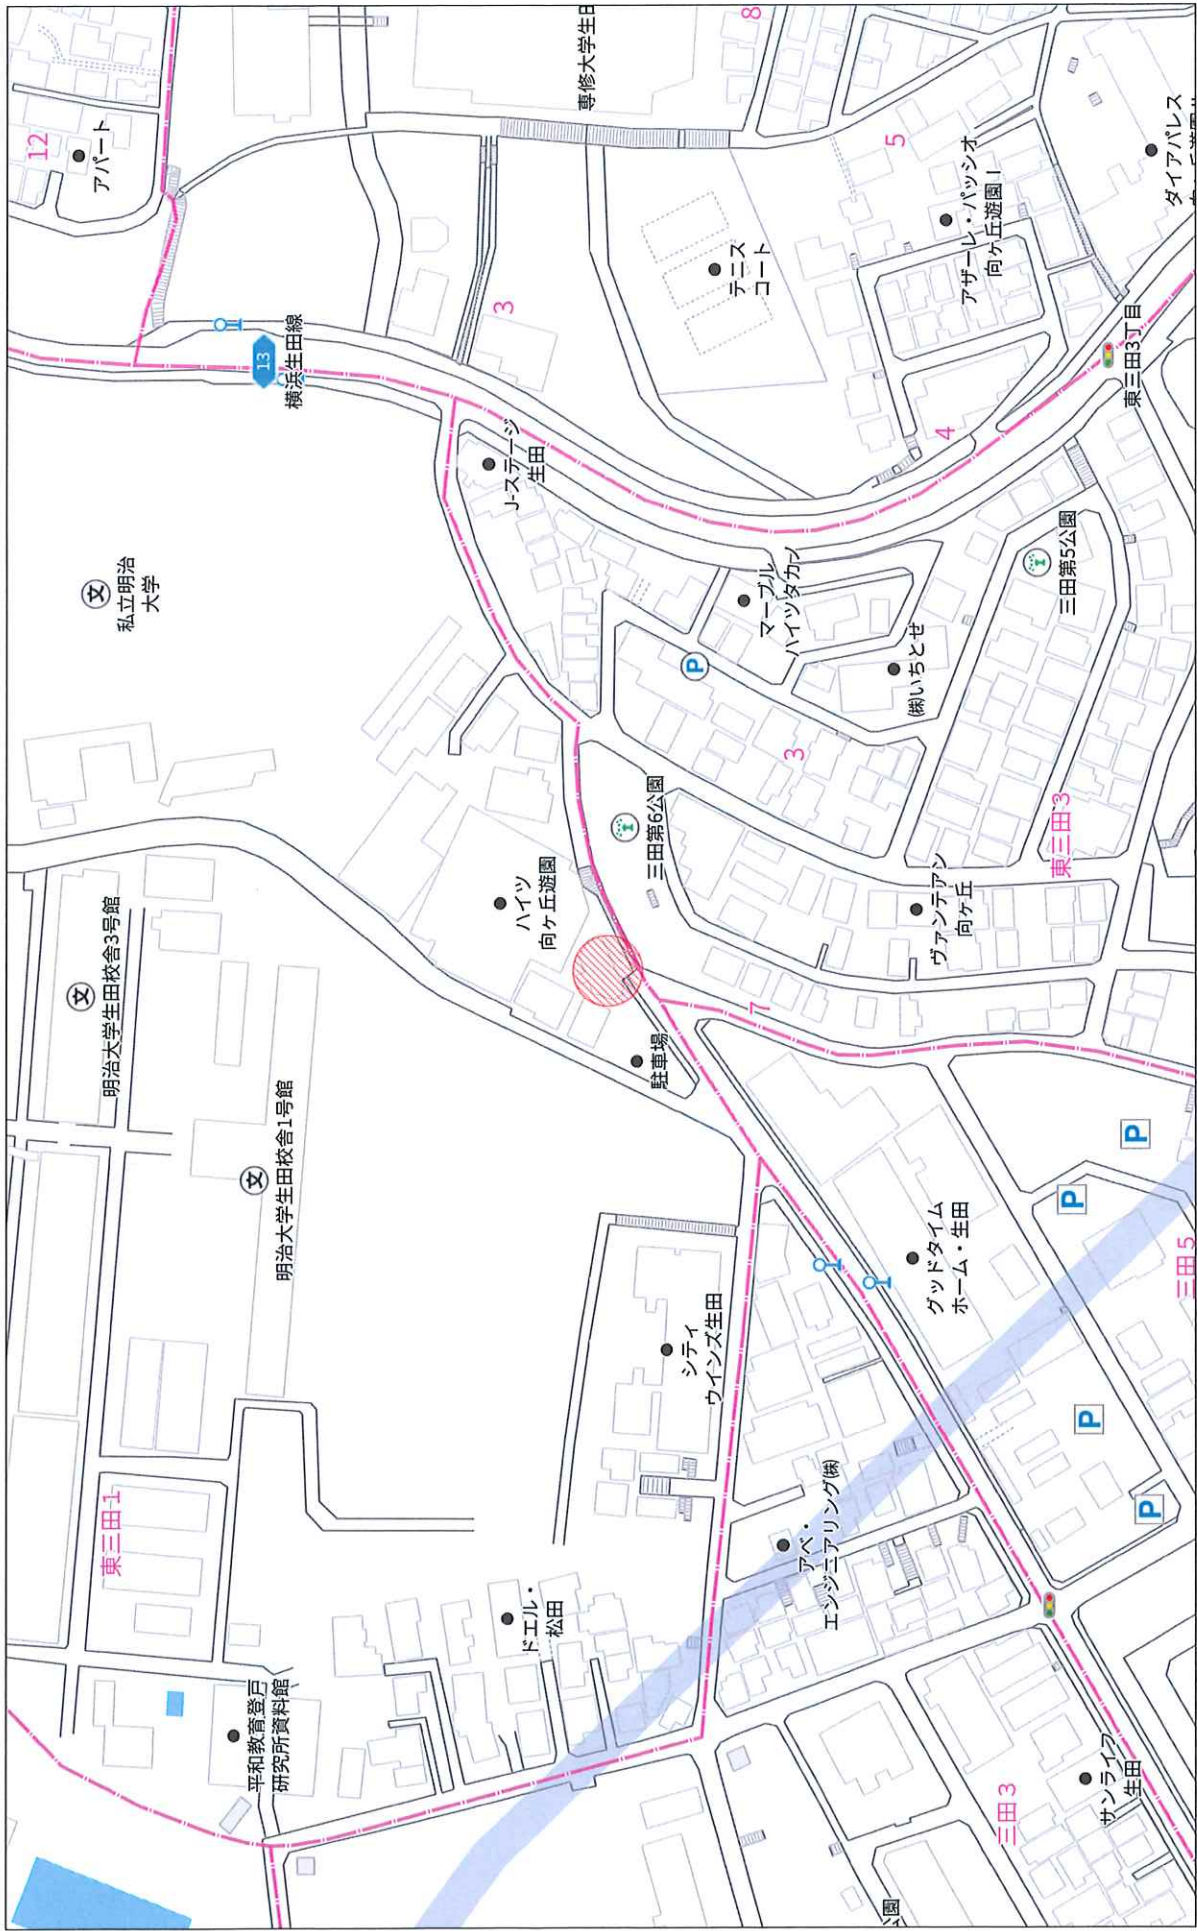 12
アパート
専修大学生田
8
5
アザーレ・パッシオ
向ヶ丘遊園Ⅰ
ダイアパレス
テニス
コート
3
13
横浜生田線
4
東三田3丁目
J-ステージ
生田
私立明治
大学
マーブル
ハイツタカノ
三田第5公園
P
㈱いちとせ
3
東三田3
三田第6公園
ハイツ
向ヶ丘遊園
ヴァンテアン
向ヶ丘
明治大学生田校舎3号館
文
文
文
明治大学生田校舎1号館
駐車場
7
P
P
P
P
三田5
グッドタイム
ホーム・生田
シティ
ウインズ生田
アベ・
エンジニアリング㈱
東三田1
ドエル・
松田
平和教育登戸
研究所資料館
三田3
サンライフ
生田
公園